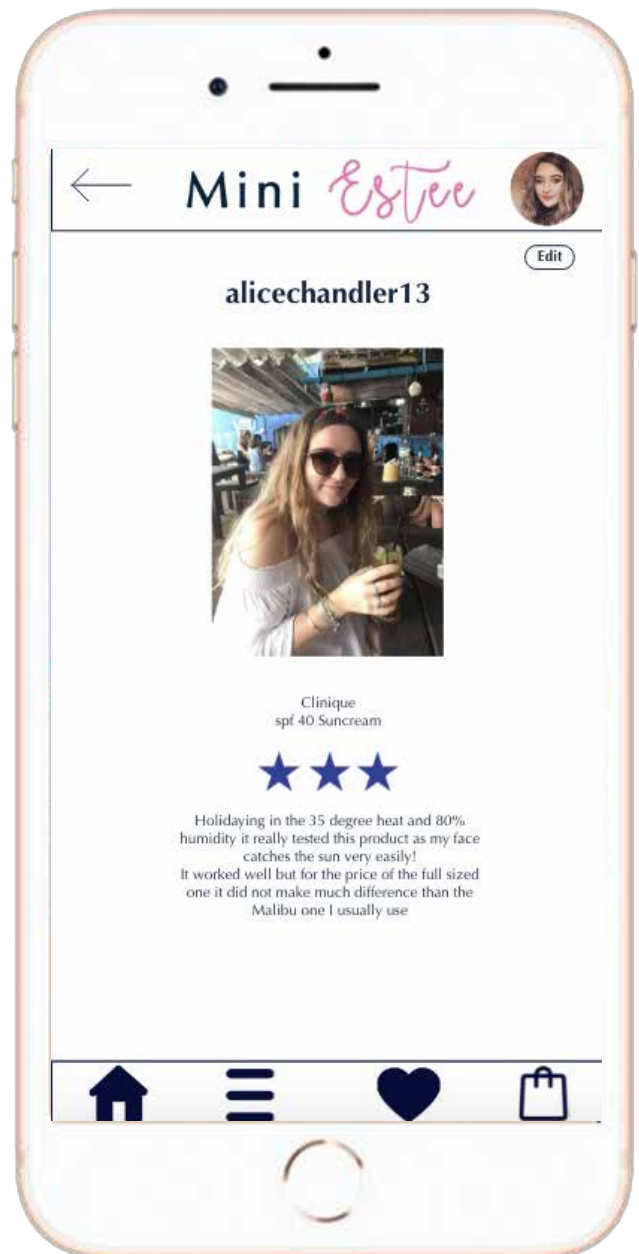 Mini Estee
Edit
alicechandler13
Clinique
spf 40 Suncream
Holidaying in the 35 degree heat and 80%
humidity it really tested this product as my face
catches the sun very easily!
It worked well but for the price of the full sized
one it did not make much difference than the
Malibu one I usually use